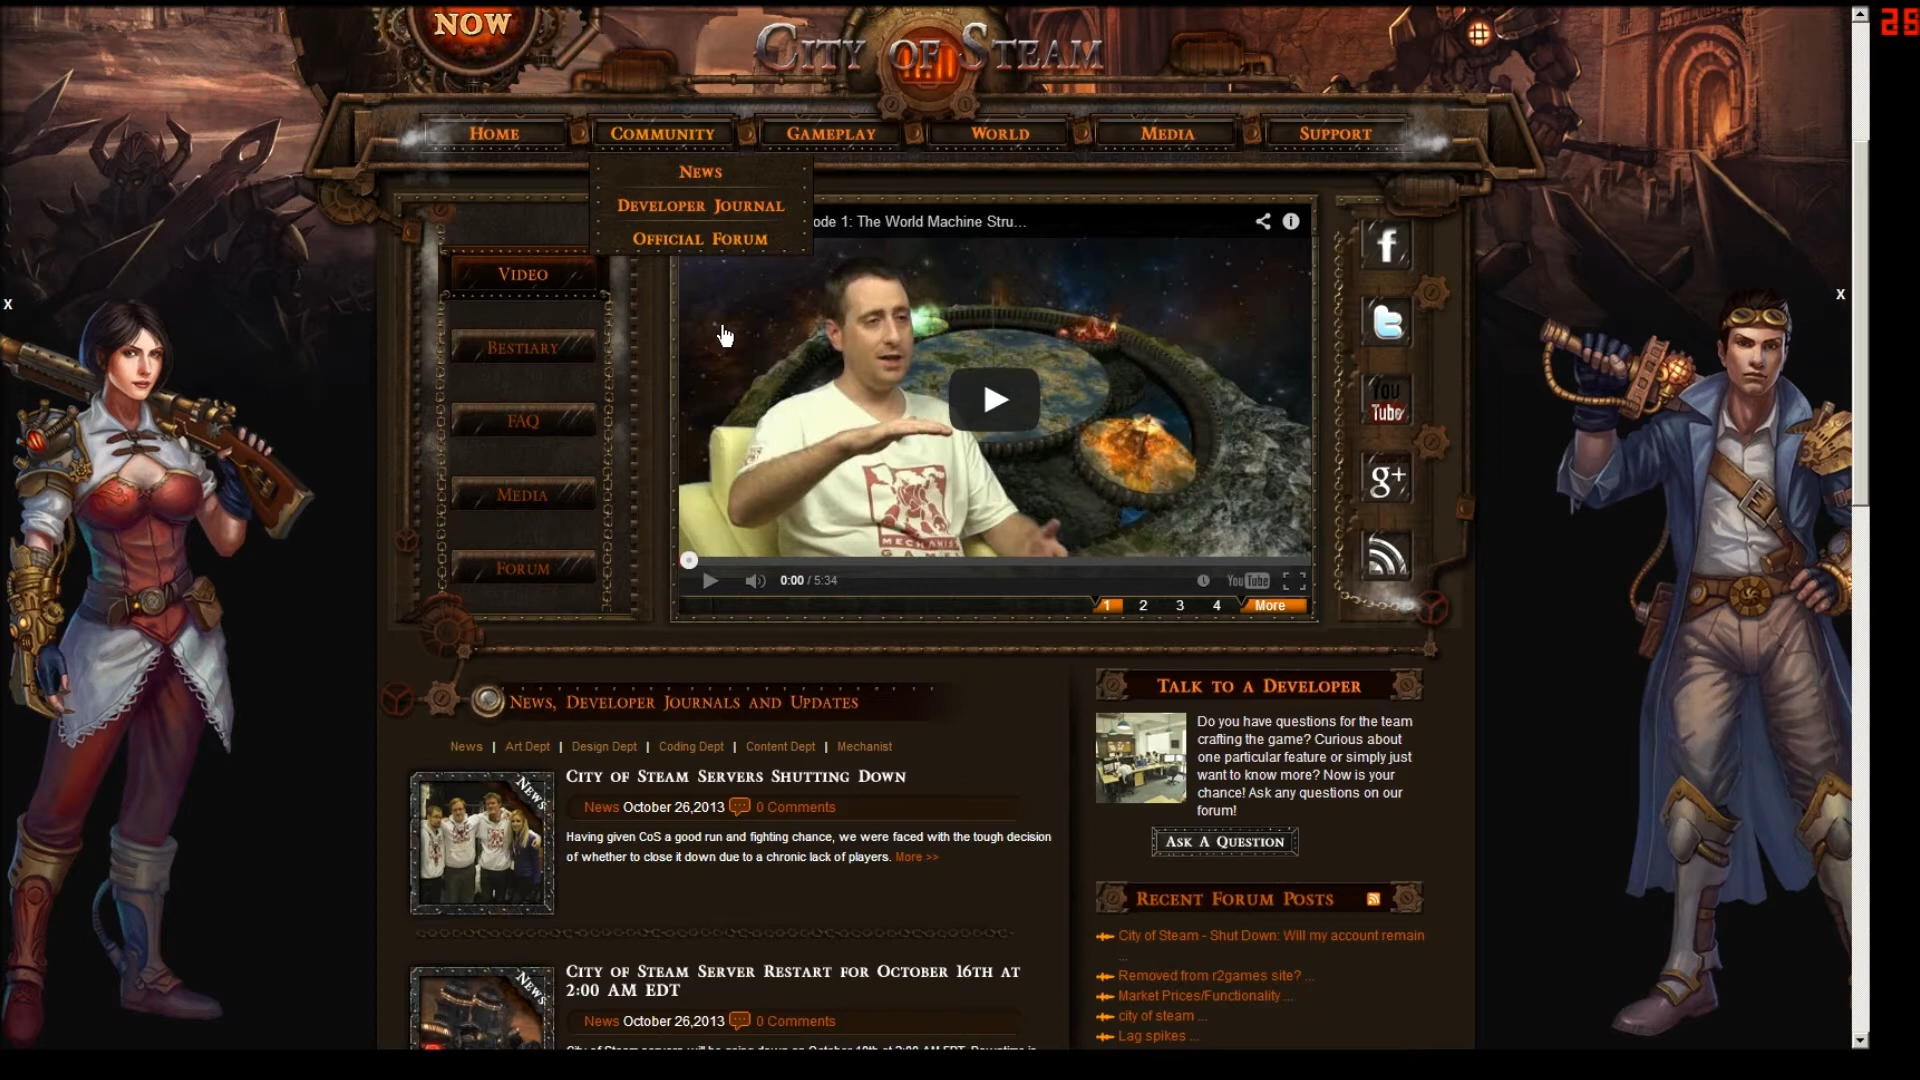 NOW
CITY OF STEAM
25
HOME
COMMUNITY
GAMEPLAY
WORLD
MEDIA
SUPPORT
NEWS
DEVELOPER JOURNAL
OFFICIAL FORUM
ode 1: The World Machine Stru...
x
x
VIDEO
BESTIARY
FAQ
MEDIA
FORUM
f
You
Tube
g+
MECHANIST
GAMES
0:00 / 5:34
YouTube
1 2 3 4 More
NEWS, DEVELOPER JOURNALS AND UPDATES
News | Art Dept | Design Dept | Coding Dept | Content Dept | Mechanist
NEWS
CITY OF STEAM SERVERS SHUTTING DOWN
News October 26,2013 0 Comments
Having given CoS a good run and fighting chance, we were faced with the tough decision
of whether to close it down due to a chronic lack of players. More >>
NEWS
CITY OF STEAM SERVER RESTART FOR OCTOBER 16TH AT
2:00 AM EDT
News October 26,2013 0 Comments
TALK TO A DEVELOPER
Do you have questions for the team
crafting the game? Curious about
one particular feature or simply just
want to know more? Now is your
chance! Ask any questions on our
forum!
ASK A QUESTION
RECENT FORUM POSTS
City of Steam - Shut Down: Will my account remain
...
Removed from r2games site? ...
Market Prices/Functionality ...
city of steam ...
Lag spikes ...